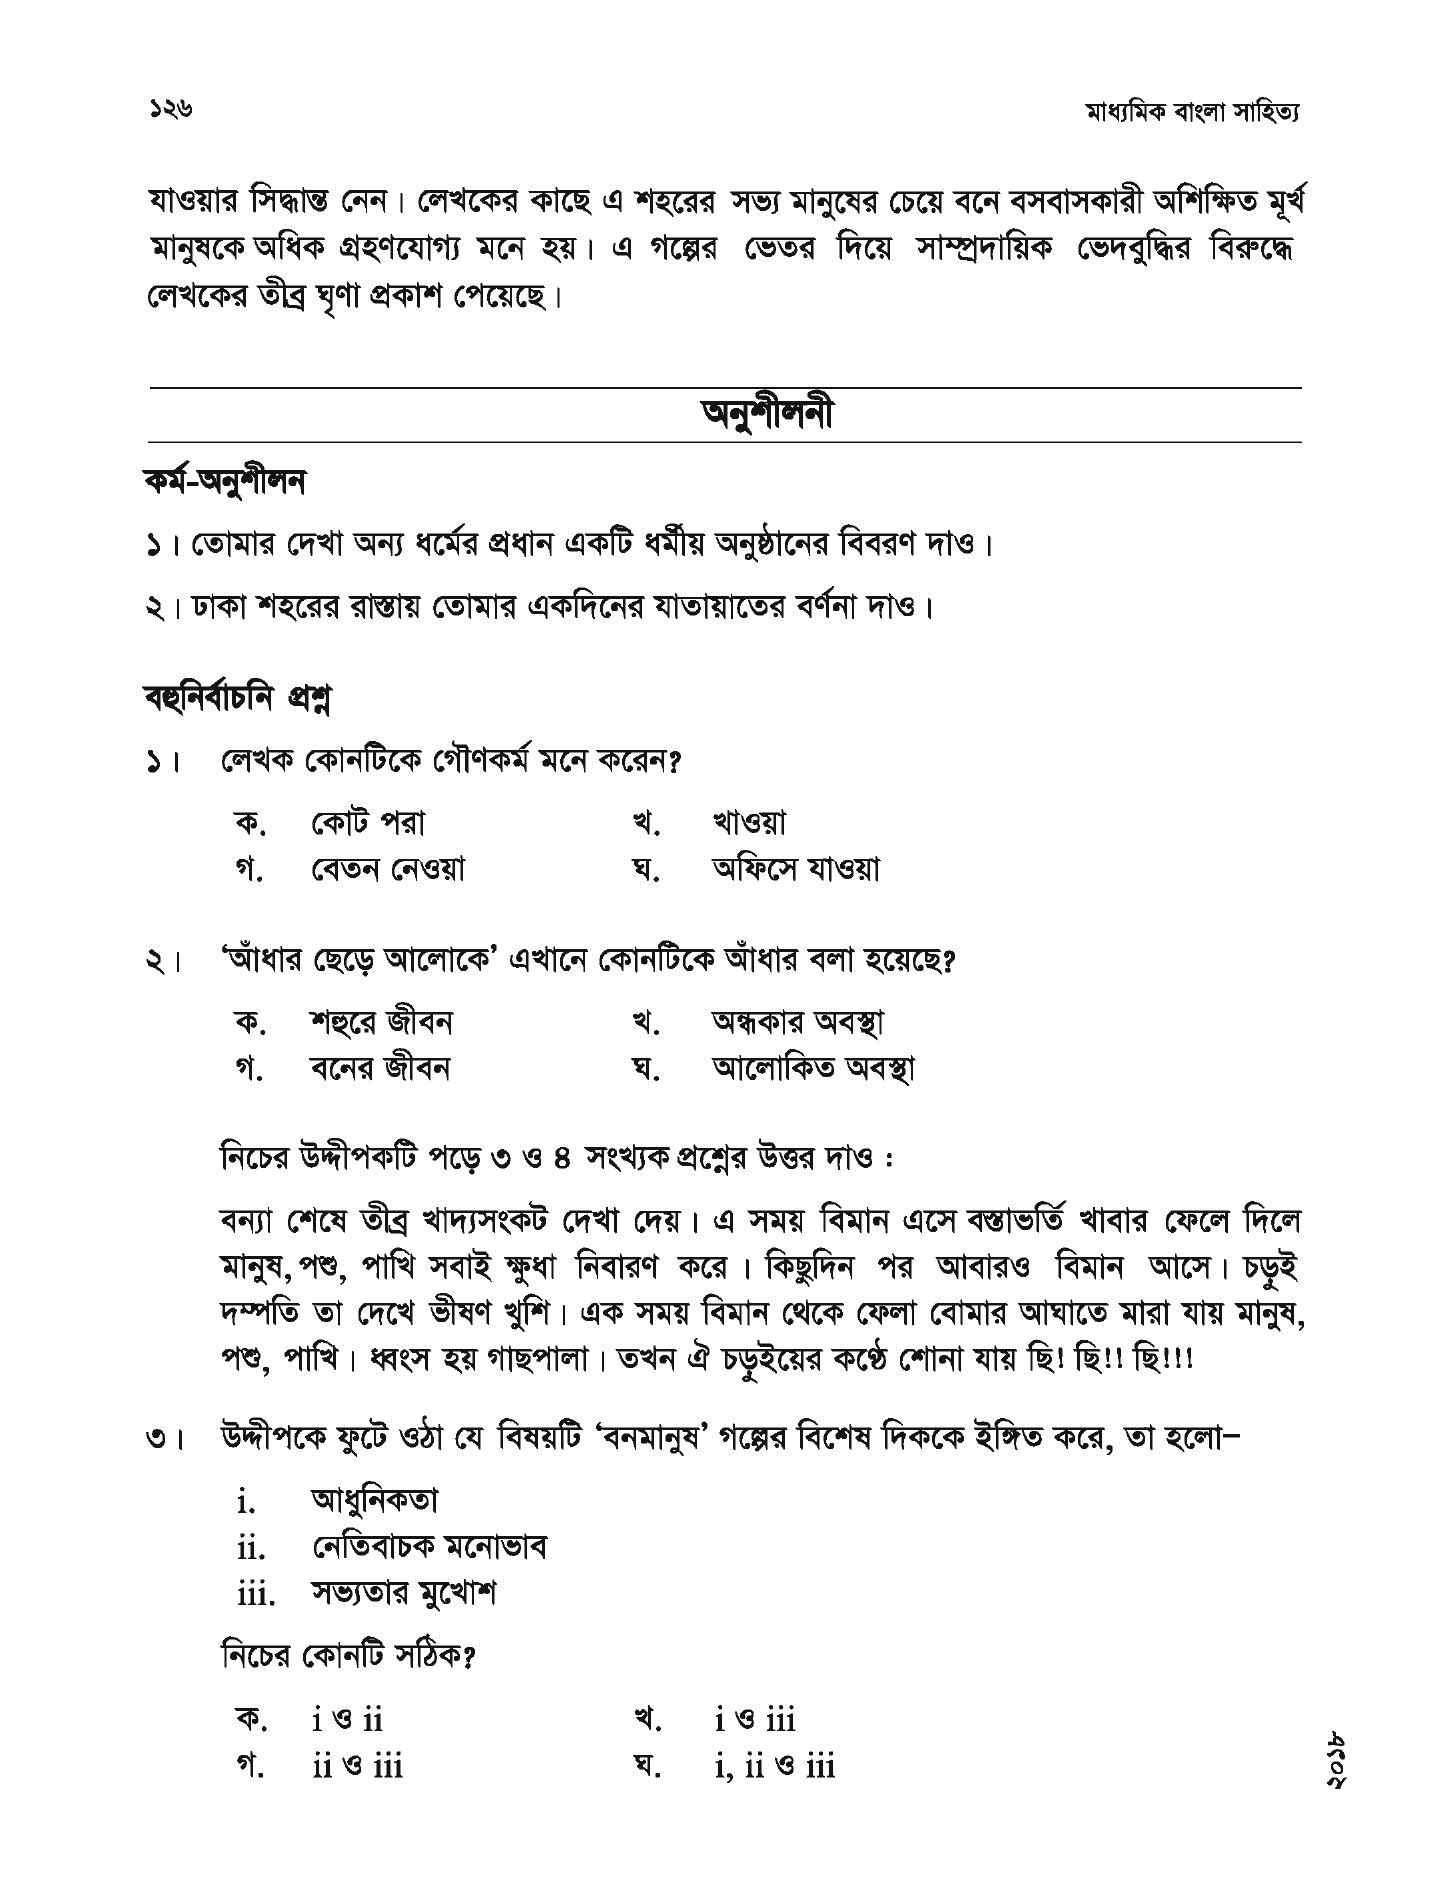 ১২৬ মাধ্যমিক বাংলা সাহিত্য
যাওয়ার সিদ্ধান্ত নেন। লেখকের কাছে এ শহরের সভ্য মানুষের চেয়ে বনে বসবাসকারী অশিক্ষিত মূর্খ
মানুষকে অধিক গ্রহণযোগ্য মনে হয়। এ গল্পের ভেতর দিয়ে সাম্প্রদায়িক ভেদবুদ্ধির বিরুদ্ধে
লেখকের তীব্র ঘৃণা প্রকাশ পেয়েছে।
অনুশীলনী
কর্ম-অনুশীলন
১। তোমার দেখা অন্য ধর্মের প্রধান একটি ধর্মীয় অনুষ্ঠানের বিবরণ দাও।
২। ঢাকা শহরের রাস্তায় তোমার একদিনের যাতায়াতের বর্ণনা দাও।
বহুনির্বাচনি প্রশ্ন
১। লেখক কোনটিকে গৌণকর্ম মনে করেন?
ক. কোট পরা খ. খাওয়া
গ. বেতন নেওয়া ঘ. অফিসে যাওয়া
২। ‘আঁধার ছেড়ে আলোকে’ এখানে কোনটিকে আঁধার বলা হয়েছে?
ক. শহুরে জীবন খ. অন্ধকার অবস্থা
গ. বনের জীবন ঘ. আলোকিত অবস্থা
নিচের উদ্দীপকটি পড়ে ৩ ও ৪ সংখ্যক প্রশ্নের উত্তর দাও :
বন্যা শেষে তীব্র খাদ্যসংকট দেখা দেয়। এ সময় বিমান এসে বস্তাভর্তি খাবার ফেলে দিলে
মানুষ, পশু, পাখি সবাই ক্ষুধা নিবারণ করে। কিছুদিন পর আবারও বিমান আসে। চড়ুই
দম্পতি তা দেখে ভীষণ খুশি। এক সময় বিমান থেকে ফেলা বোমার আঘাতে মারা যায় মানুষ,
পশু, পাখি। ধ্বংস হয় গাছপালা। তখন ঐ চড়ুইয়ের কণ্ঠে শোনা যায় ছি! ছি!! ছি!!!
৩। উদ্দীপকে ফুটে ওঠা যে বিষয়টি ‘বনমানুষ’ গল্পের বিশেষ দিককে ইঙ্গিত করে, তা হলো–
i. আধুনিকতা
ii. নেতিবাচক মনোভাব
iii. সভ্যতার মুখোশ
নিচের কোনটি সঠিক?
ক. i ও ii খ. i ও iii
গ. ii ও iii ঘ. i, ii ও iii
২০১৮